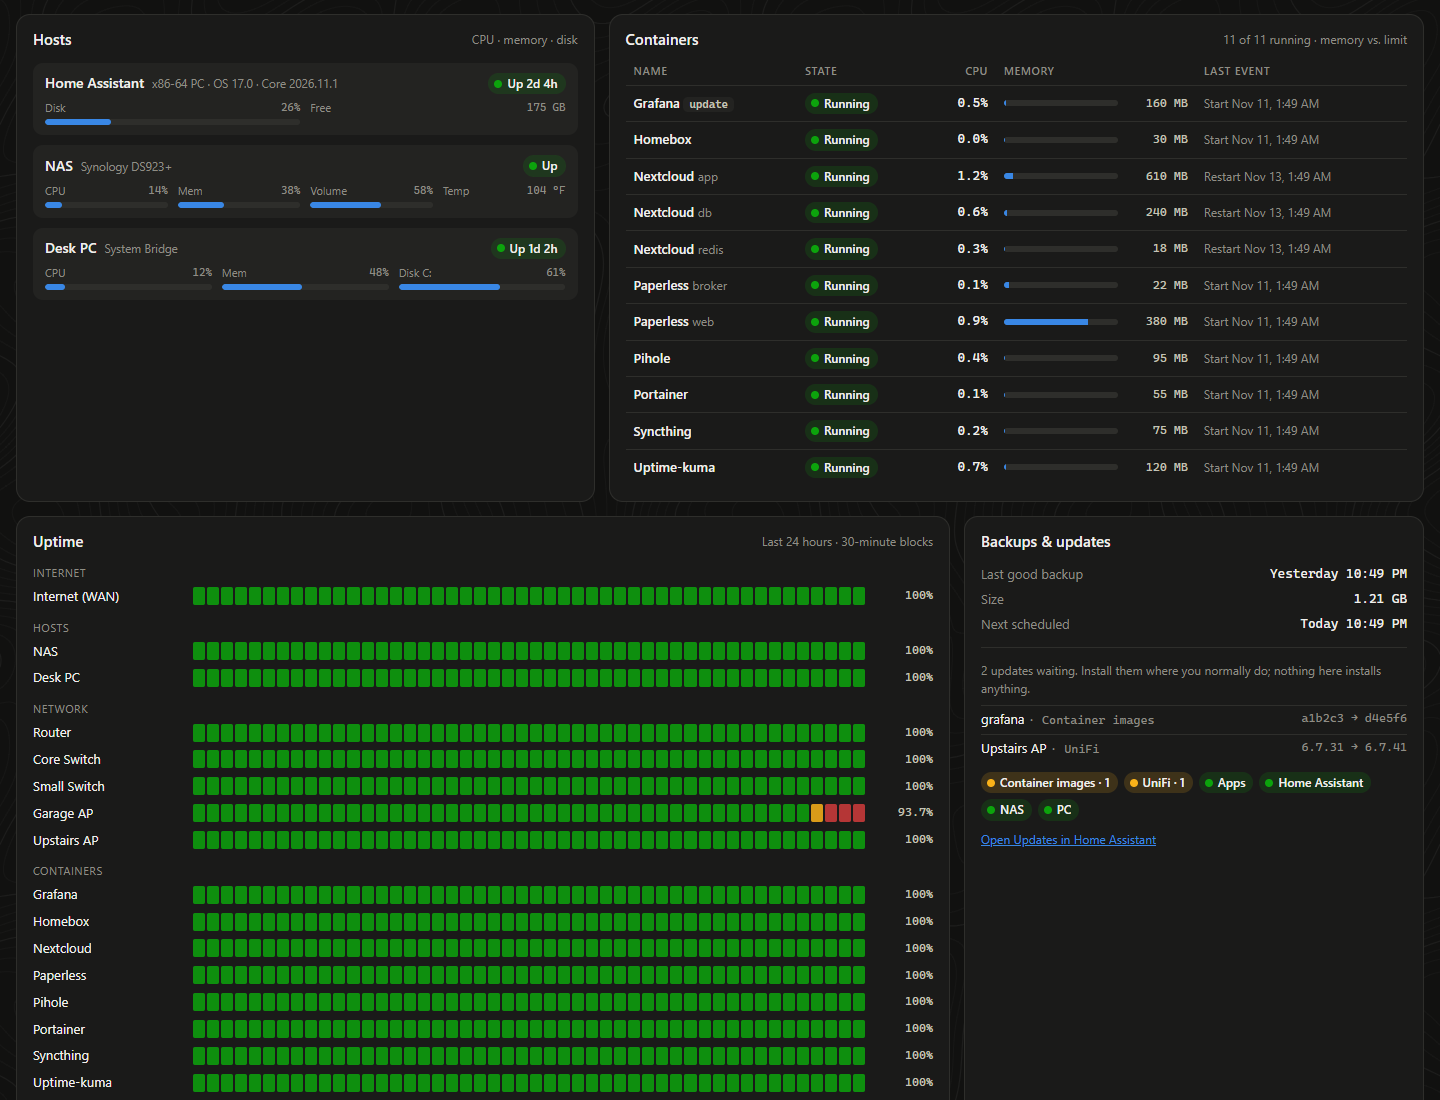 Hosts
CPU · memory · disk
Home Assistant x86-64 PC · OS 17.0 · Core 2026.11.1
Up 2d 4h
Disk 26% Free 175 GB
NAS Synology DS923+
Up
CPU 14% Mem 38% Volume 58% Temp 104 °F
Desk PC System Bridge
Up 1d 2h
CPU 12% Mem 48% Disk C: 61%
Containers
11 of 11 running · memory vs. limit
NAME STATE CPU MEMORY LAST EVENT
Grafana update Running 0.5% 160 MB Start Nov 11, 1:49 AM
Homebox Running 0.0% 30 MB Start Nov 11, 1:49 AM
Nextcloud app Running 1.2% 610 MB Restart Nov 13, 1:49 AM
Nextcloud db Running 0.6% 240 MB Restart Nov 13, 1:49 AM
Nextcloud redis Running 0.3% 18 MB Restart Nov 13, 1:49 AM
Paperless broker Running 0.1% 22 MB Start Nov 11, 1:49 AM
Paperless web Running 0.9% 380 MB Start Nov 11, 1:49 AM
Pihole Running 0.4% 95 MB Start Nov 11, 1:49 AM
Portainer Running 0.1% 55 MB Start Nov 11, 1:49 AM
Syncthing Running 0.2% 75 MB Start Nov 11, 1:49 AM
Uptime-kuma Running 0.7% 120 MB Start Nov 11, 1:49 AM
Uptime
Last 24 hours · 30-minute blocks
INTERNET
Internet (WAN) 100%
HOSTS
NAS 100%
Desk PC 100%
NETWORK
Router 100%
Core Switch 100%
Small Switch 100%
Garage AP 93.7%
Upstairs AP 100%
CONTAINERS
Grafana 100%
Homebox 100%
Nextcloud 100%
Paperless 100%
Pihole 100%
Portainer 100%
Syncthing 100%
Uptime-kuma 100%
Backups & updates
Last good backup Yesterday 10:49 PM
Size 1.21 GB
Next scheduled Today 10:49 PM
2 updates waiting. Install them where you normally do; nothing here installs
anything.
grafana · Container images a1b2c3 → d4e5f6
Upstairs AP · UniFi 6.7.31 → 6.7.41
Container images · 1 UniFi · 1 Apps Home Assistant
NAS PC
Open Updates in Home Assistant